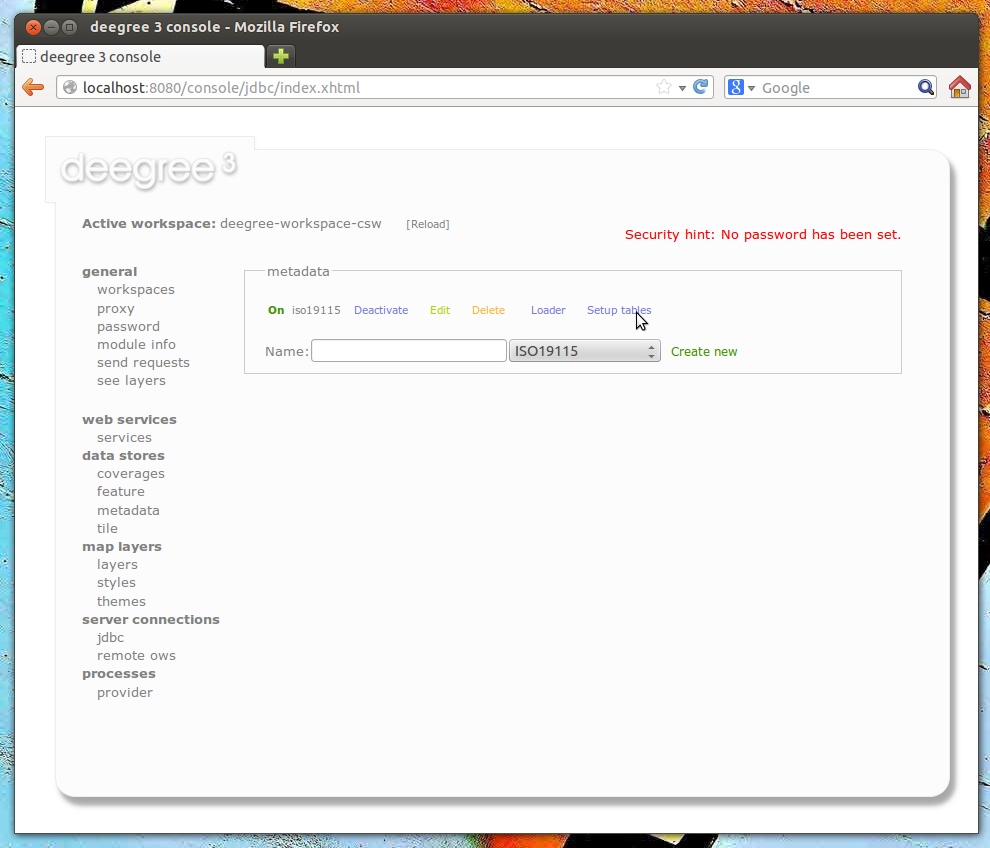 deegree 3 console - Mozilla Firefox
deegree 3 console
localhost:8080/console/jdbc/index.xhtml
8 Google
deegree 3
Active workspace: deegree-workspace-csw [Reload]
Security hint: No password has been set.
general
workspaces
proxy
password
module info
send requests
see layers
web services
services
data stores
coverages
feature
metadata
tile
map layers
layers
styles
themes
server connections
jdbc
remote ows
processes
provider
metadata
On iso19115 Deactivate Edit Delete Loader Setup tables
Name: ISO19115 Create new